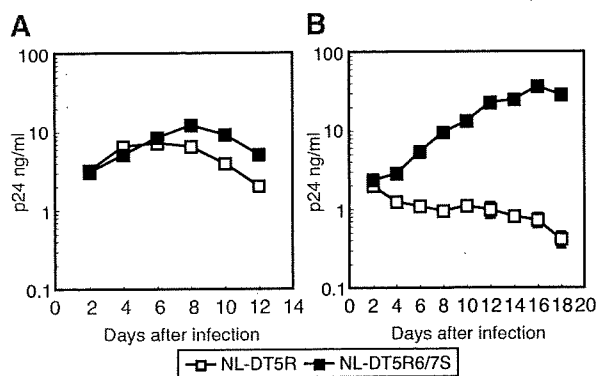 A
B
100
10
1
0.1
p24 ng/ml
0 2 4 6 8 10 12 14
Days after infection
100
10
1
0.1
p24 ng/ml
0 2 4 6 8 10 12 14 16 18 20
Days after infection
NL-DT5R NL-DT5R6/7S